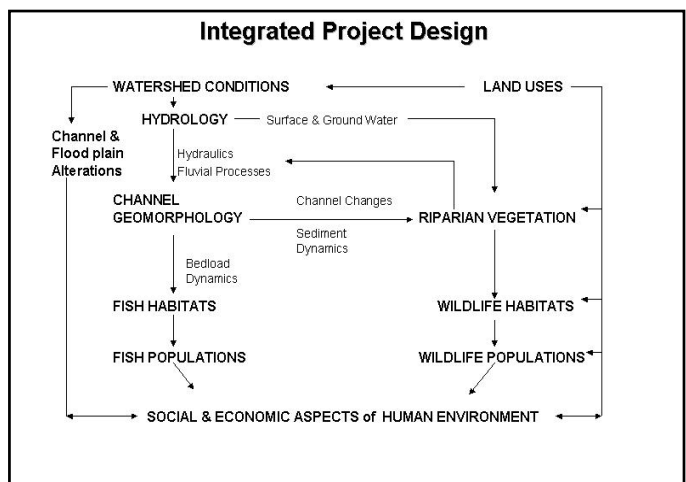 Integrated Project Design
WATERSHED CONDITIONS
LAND USES
HYDROLOGY
Surface & Ground Water
Channel &
Flood plain
Alterations
Hydraulics
Fluvial Processes
CHANNEL
GEOMORPHOLOGY
Channel Changes
Sediment
Dynamics
RIPARIAN VEGETATION
Bedload
Dynamics
FISH HABITATS
WILDLIFE HABITATS
FISH POPULATIONS
WILDLIFE POPULATIONS
SOCIAL & ECONOMIC ASPECTS of HUMAN ENVIRONMENT